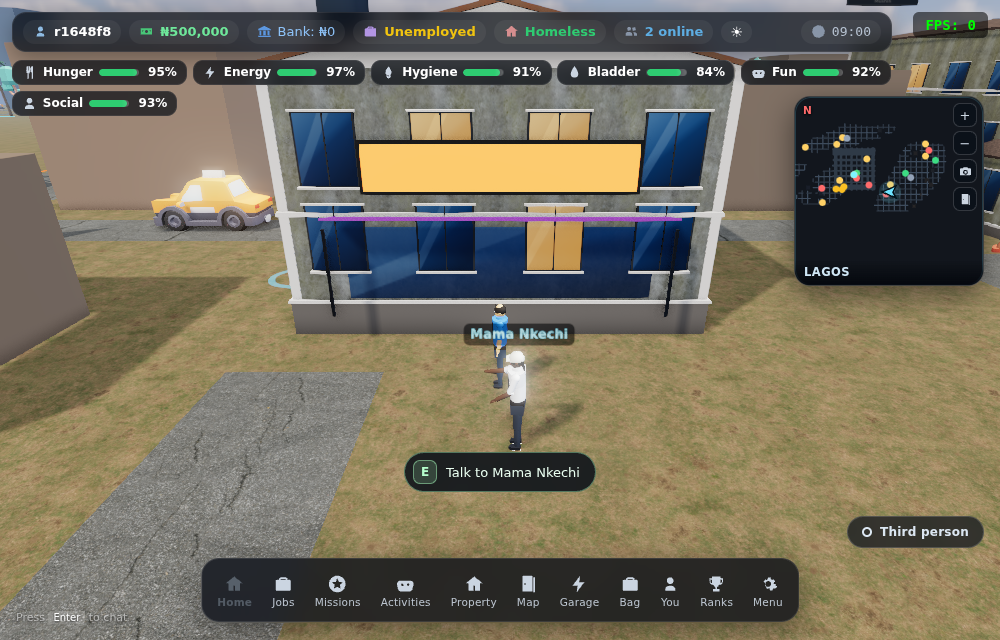 r1648f8
₦500,000
Bank: ₦0
Unemployed
Homeless
2 online
09:00
FPS: 0
Hunger 95%
Energy 97%
Hygiene 91%
Bladder 84%
Fun 92%
Social 93%
N
+
−
LAGOS
Mama Nkechi
E Talk to Mama Nkechi
Third person
Home
Jobs
Missions
Activities
Property
Map
Garage
Bag
You
Ranks
Menu
Press Enter to chat